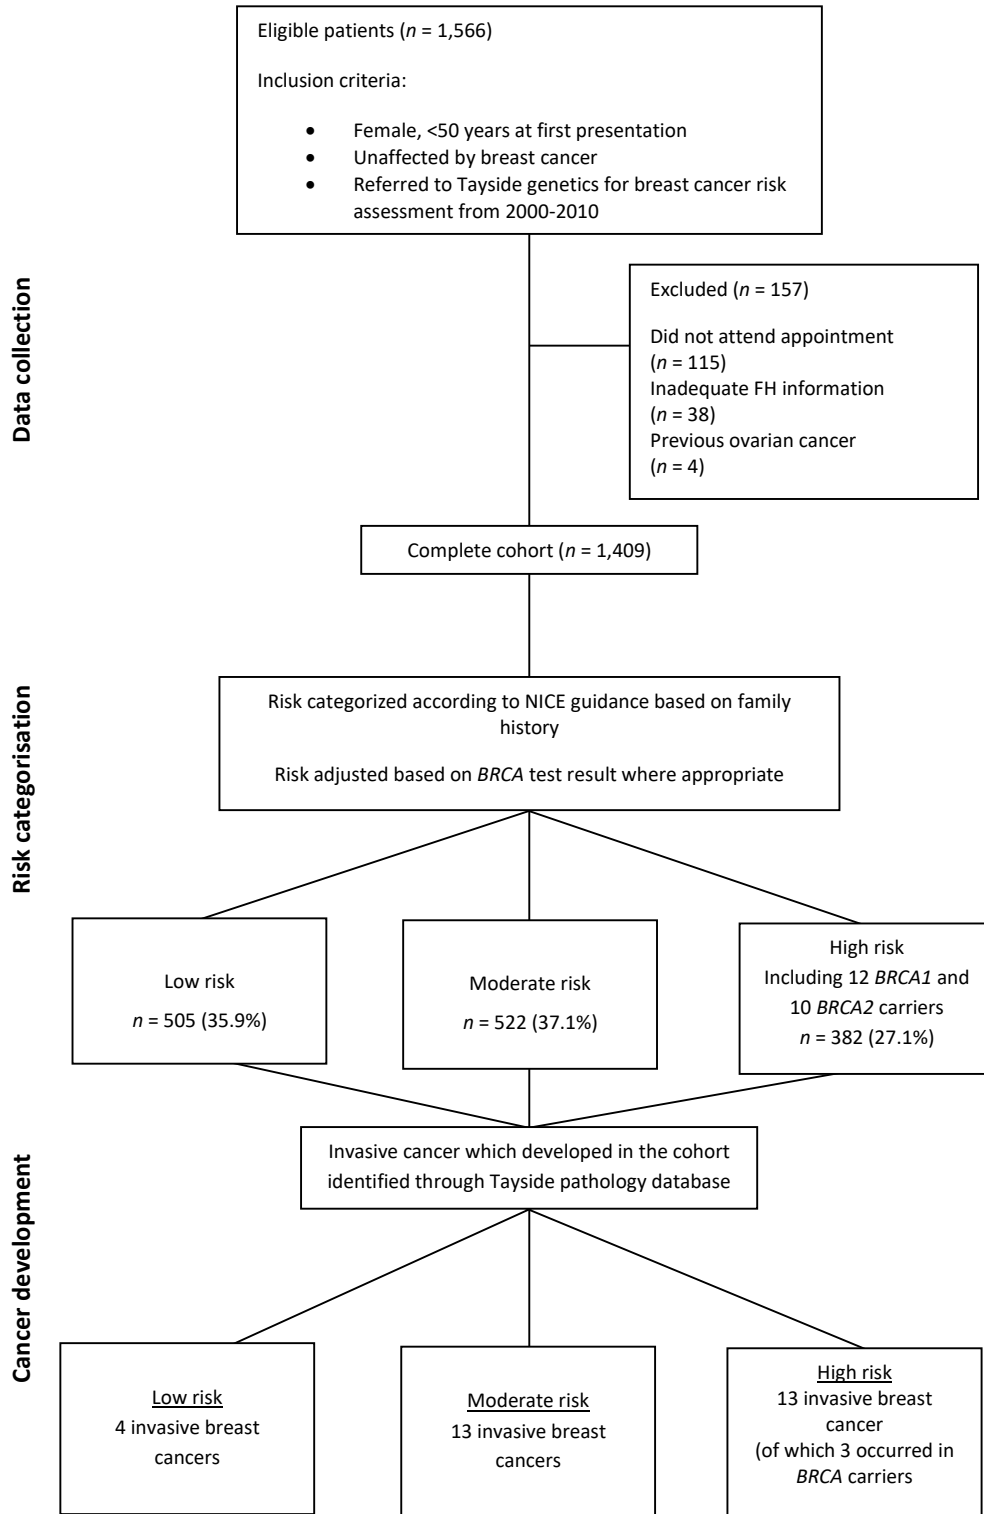 Eligible patients (n = 1,566)
Inclusion criteria:
• Female, <50 years at first presentation
• Unaffected by breast cancer
• Referred to Tayside genetics for breast cancer risk
assessment from 2000-2010
Data collection
Excluded (n = 157)
Did not attend appointment
(n = 115)
Inadequate FH information
(n = 38)
Previous ovarian cancer
(n = 4)
Complete cohort (n = 1,409)
Risk categorisation
Risk categorized according to NICE guidance based on family
history
Risk adjusted based on BRCA test result where appropriate
Low risk
n = 505 (35.9%)
Moderate risk
n = 522 (37.1%)
High risk
Including 12 BRCA1 and
10 BRCA2 carriers
n = 382 (27.1%)
Cancer development
Invasive cancer which developed in the cohort
identified through Tayside pathology database
Low risk
4 invasive breast
cancers
Moderate risk
13 invasive breast
cancers
High risk
13 invasive breast
cancer
(of which 3 occurred in
BRCA carriers